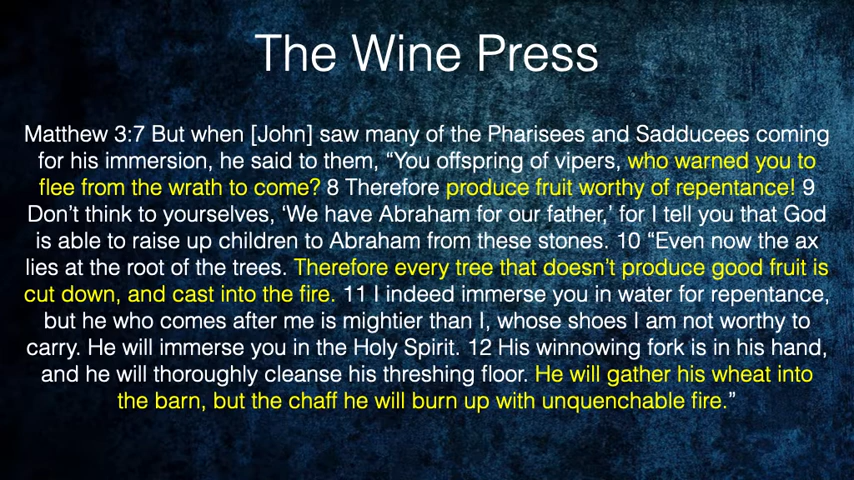 The Wine Press
Matthew 3:7 But when [John] saw many of the Pharisees and Sadducees coming
for his immersion, he said to them, “You offspring of vipers, who warned you to
flee from the wrath to come? 8 Therefore produce fruit worthy of repentance! 9
Don’t think to yourselves, ‘We have Abraham for our father,’ for I tell you that God
is able to raise up children to Abraham from these stones. 10 “Even now the ax
lies at the root of the trees. Therefore every tree that doesn’t produce good fruit is
cut down, and cast into the fire. 11 I indeed immerse you in water for repentance,
but he who comes after me is mightier than I, whose shoes I am not worthy to
carry. He will immerse you in the Holy Spirit. 12 His winnowing fork is in his hand,
and he will thoroughly cleanse his threshing floor. He will gather his wheat into
the barn, but the chaff he will burn up with unquenchable fire.”